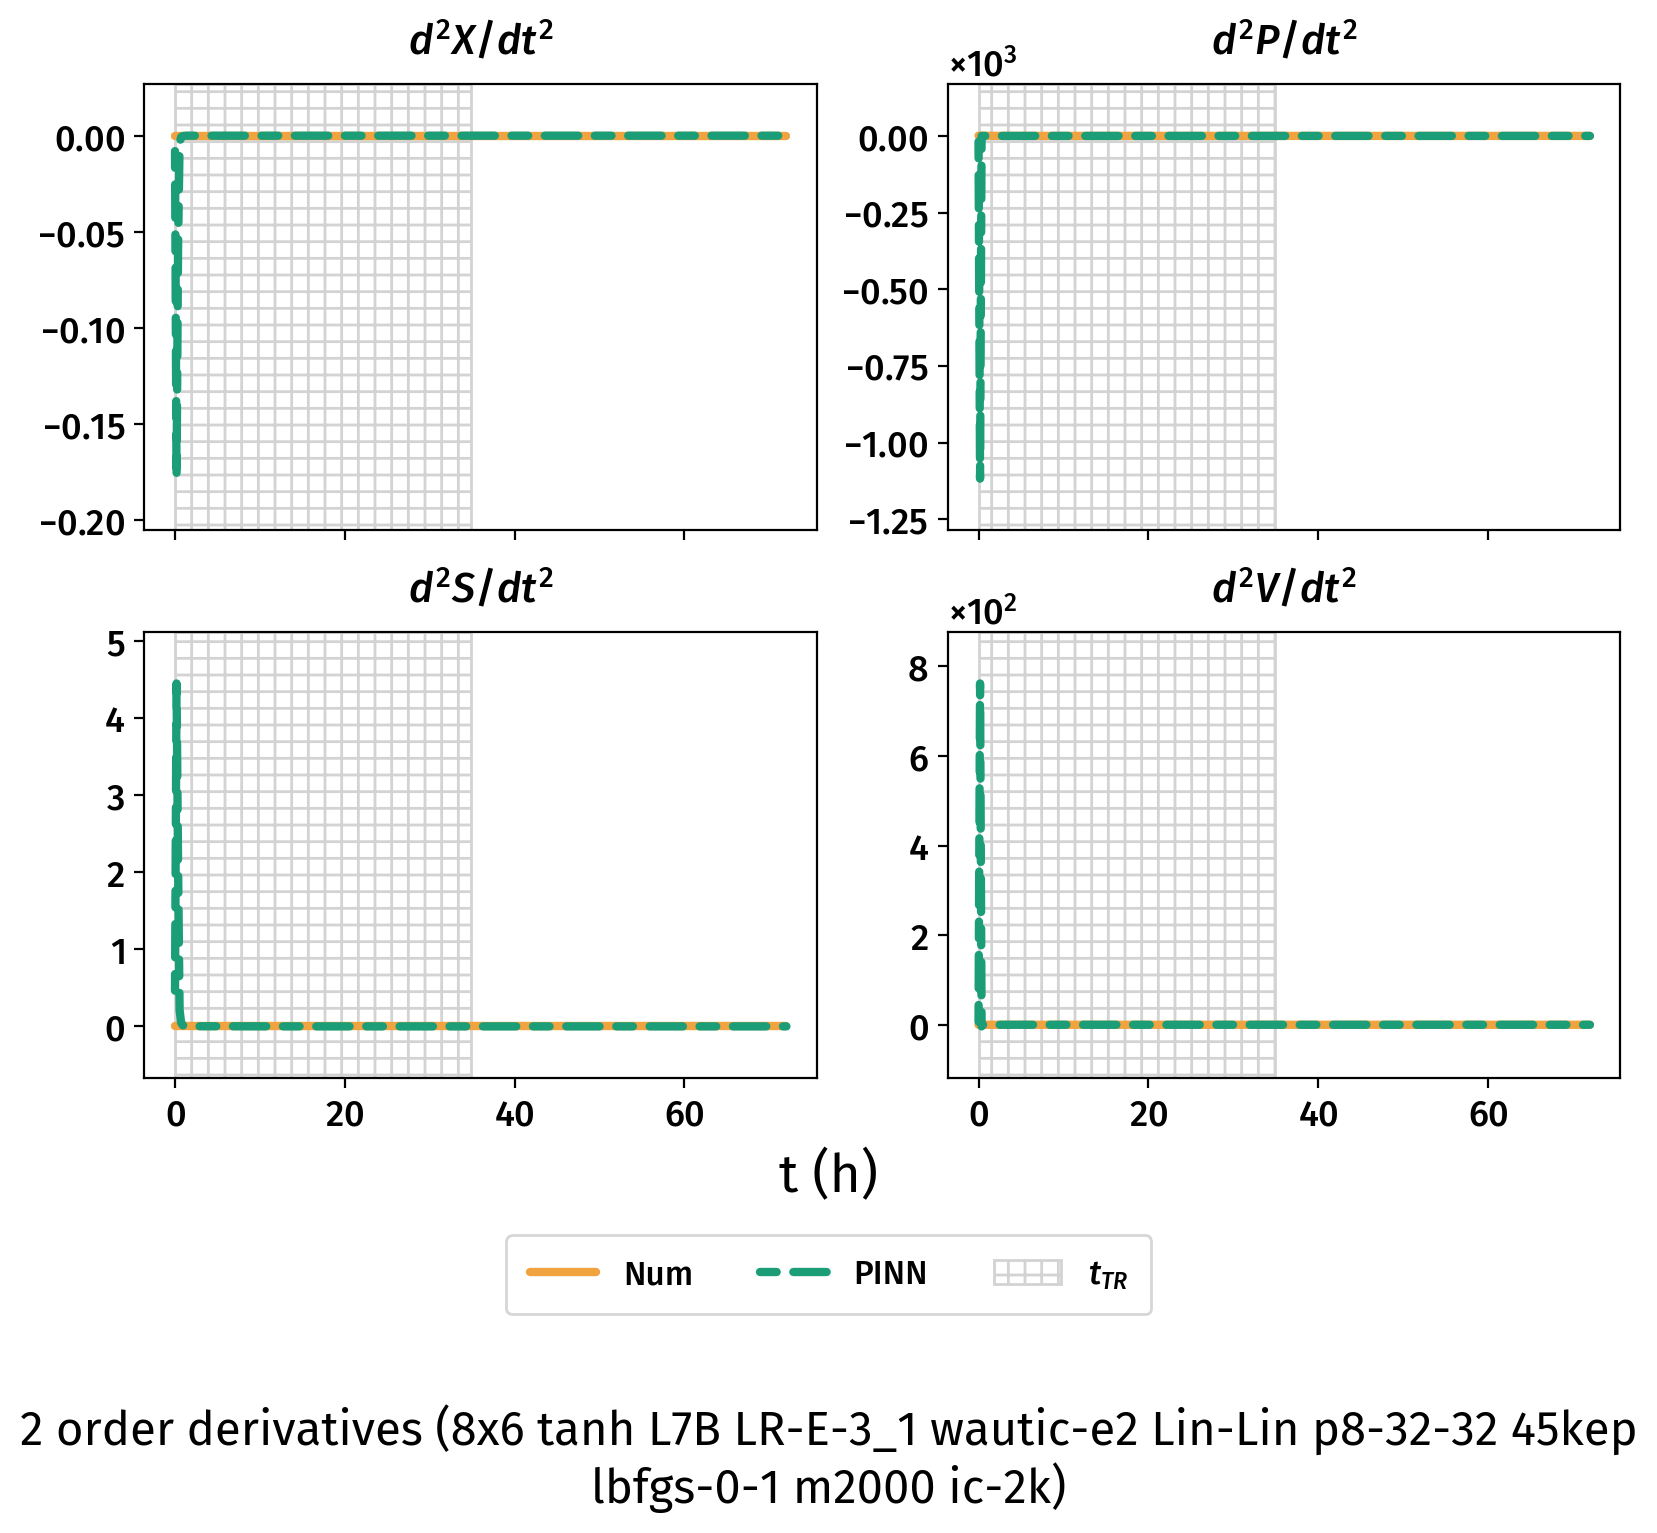 d²X/dt²
d²P/dt²
×10³
0.00
−0.05
−0.10
−0.15
−0.20
0.00
−0.25
−0.50
−0.75
−1.00
−1.25
d²S/dt²
d²V/dt²
×10²
5
4
3
2
1
0
8
6
4
2
0
0 20 40 60
0 20 40 60
t (h)
Num PINN t_TR
2 order derivatives (8x6 tanh L7B LR-E-3_1 wautic-e2 Lin-Lin p8-32-32 45kep
lbfgs-0-1 m2000 ic-2k)